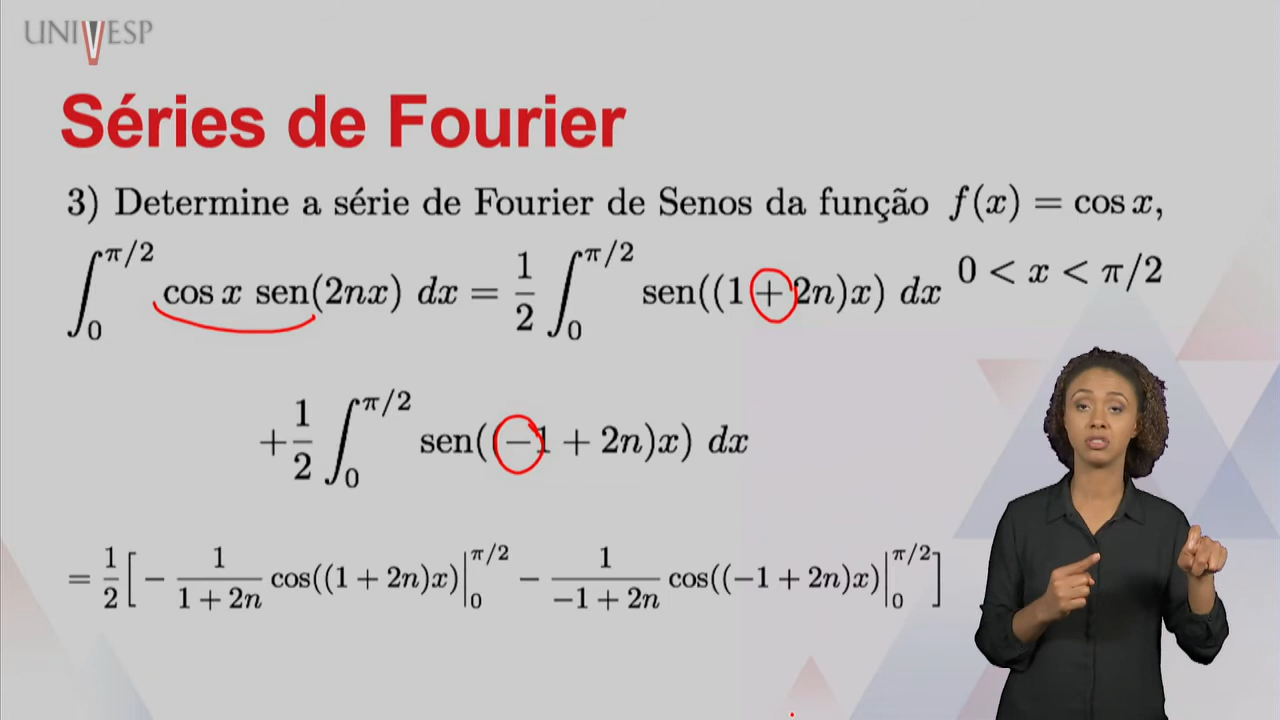 UNIVESP
Séries de Fourier
3) Determine a série de Fourier de Senos da função f(x) = cos x,
0 < x < π/2
∫₀^{π/2} cos x sen(2nx) dx = 1/2 ∫₀^{π/2} sen((1 + 2n)x) dx
+ 1/2 ∫₀^{π/2} sen((−1 + 2n)x) dx
= 1/2 [ − 1/(1 + 2n) cos((1 + 2n)x)|₀^{π/2} − 1/(−1 + 2n) cos((−1 + 2n)x)|₀^{π/2} ]